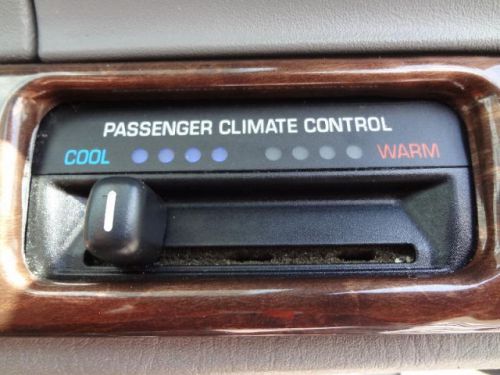 PASSENGER CLIMATE CONTROL
COOL WARM